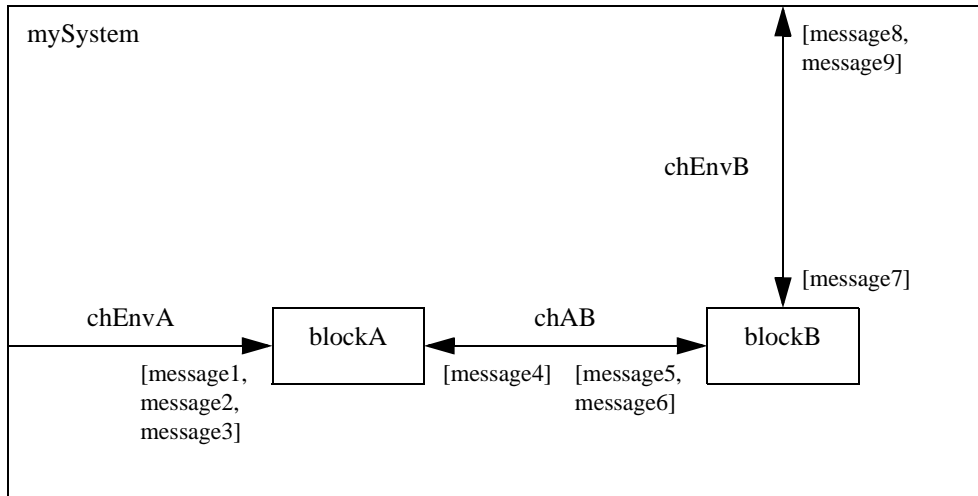 mySystem
[message8,
message9]
chEnvB
[message7]
chEnvA
blockA
chAB
blockB
[message1,
message2,
message3]
[message4]
[message5,
message6]